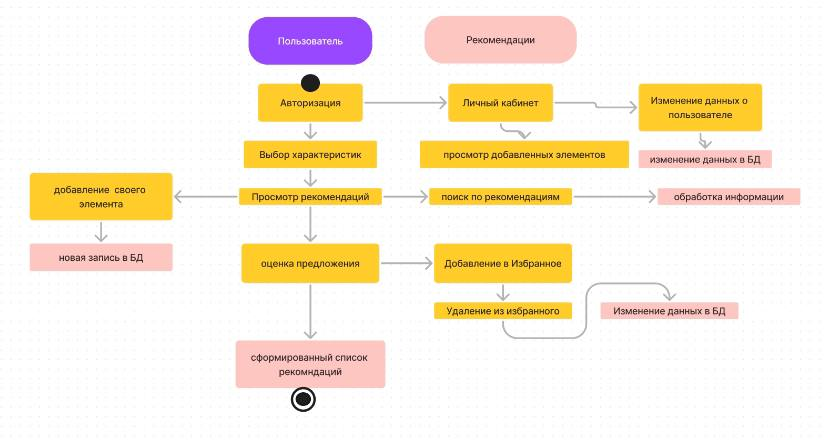 Пользователь
Рекомендации
Авторизация
Личный кабинет
Изменение данных о
пользователе
Выбор характеристик
просмотр добавленных элементов
изменение данных в БД
добавление своего
элемента
Просмотр рекомендаций
поиск по рекомендациям
обработка информации
новая запись в БД
оценка предложения
Добавление в Избранное
Удаление из избранного
Изменение данных в БД
сформированный список
рекомндаций